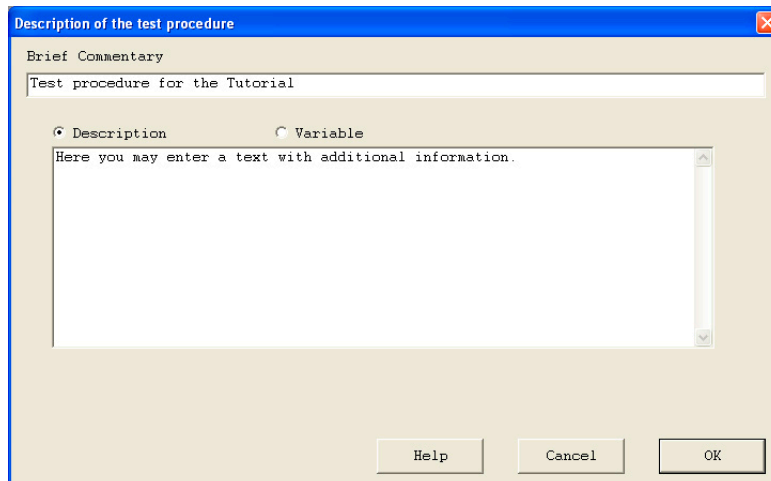 Description of the test procedure
Brief Commentary
Test procedure for the Tutorial
Description Variable
Here you may enter a text with additional information.
Help Cancel OK